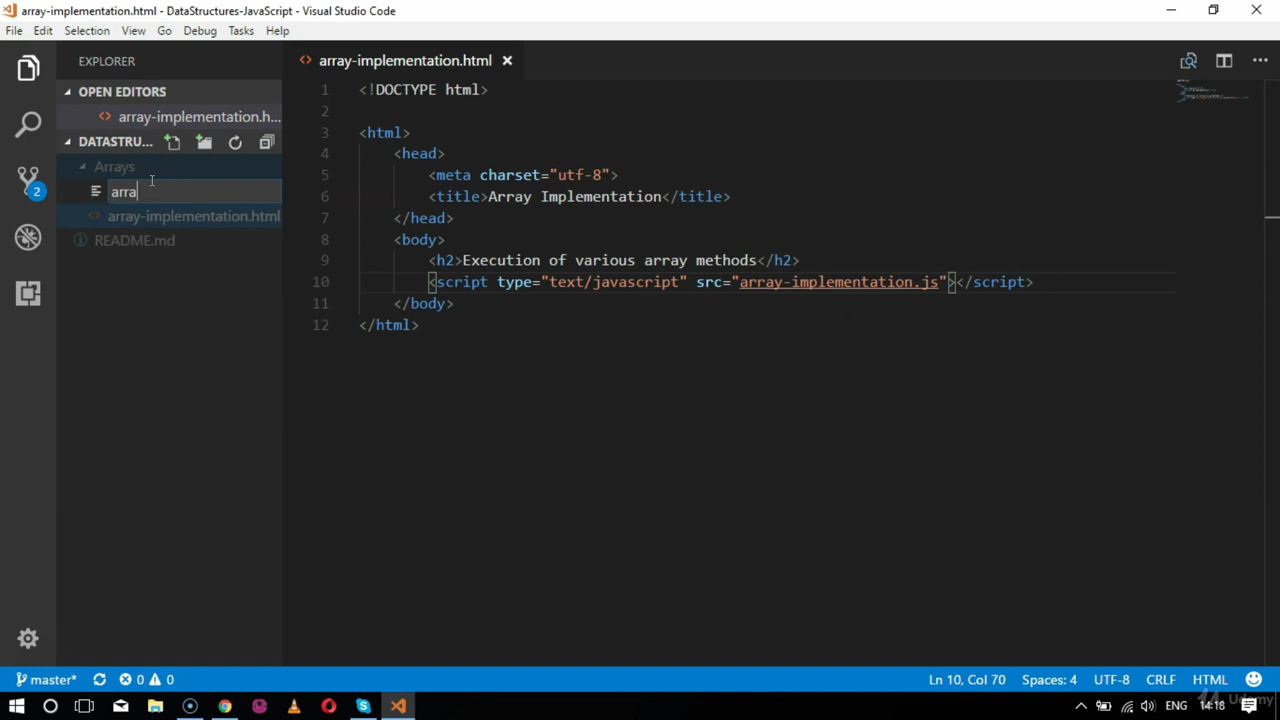 array-implementation.html - DataStructures-JavaScript - Visual Studio Code
File Edit Selection View Go Debug Tasks Help
EXPLORER
array-implementation.html
OPEN EDITORS
array-implementation.h...
DATASTRU...
Arrays
arra
array-implementation.html
README.md
2
1 <!DOCTYPE html>
2
3 <html>
4 <head>
5 <meta charset="utf-8">
6 <title>Array Implementation</title>
7 </head>
8 <body>
9 <h2>Execution of various array methods</h2>
10 <script type="text/javascript" src="array-implementation.js"></script>
11 </body>
12 </html>
master* 0 0 Ln 10, Col 70 Spaces: 4 UTF-8 CRLF HTML
ENG 14:18
Udemy